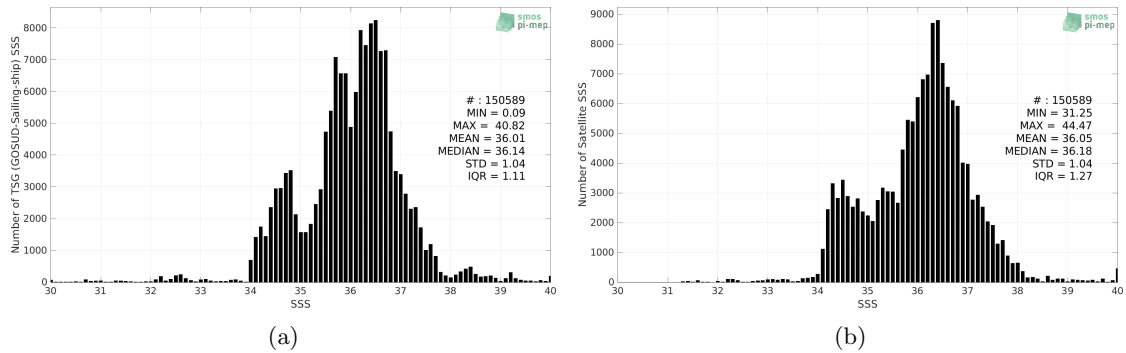 smos
pi-mep
Number of TSG (GOSUD-Sailing-ship) SSS
8000
7000
6000
5000
4000
3000
2000
1000
0
# : 150589
MIN = 0.09
MAX = 40.82
MEAN = 36.01
MEDIAN = 36.14
STD = 1.04
IQR = 1.11
30 31 32 33 34 35 36 37 38 39 40
SSS
(a)
smos
pi-mep
Number of Satellite SSS
9000
8000
7000
6000
5000
4000
3000
2000
1000
0
# : 150589
MIN = 31.25
MAX = 44.47
MEAN = 36.05
MEDIAN = 36.18
STD = 1.04
IQR = 1.27
30 31 32 33 34 35 36 37 38 39 40
SSS
(b)